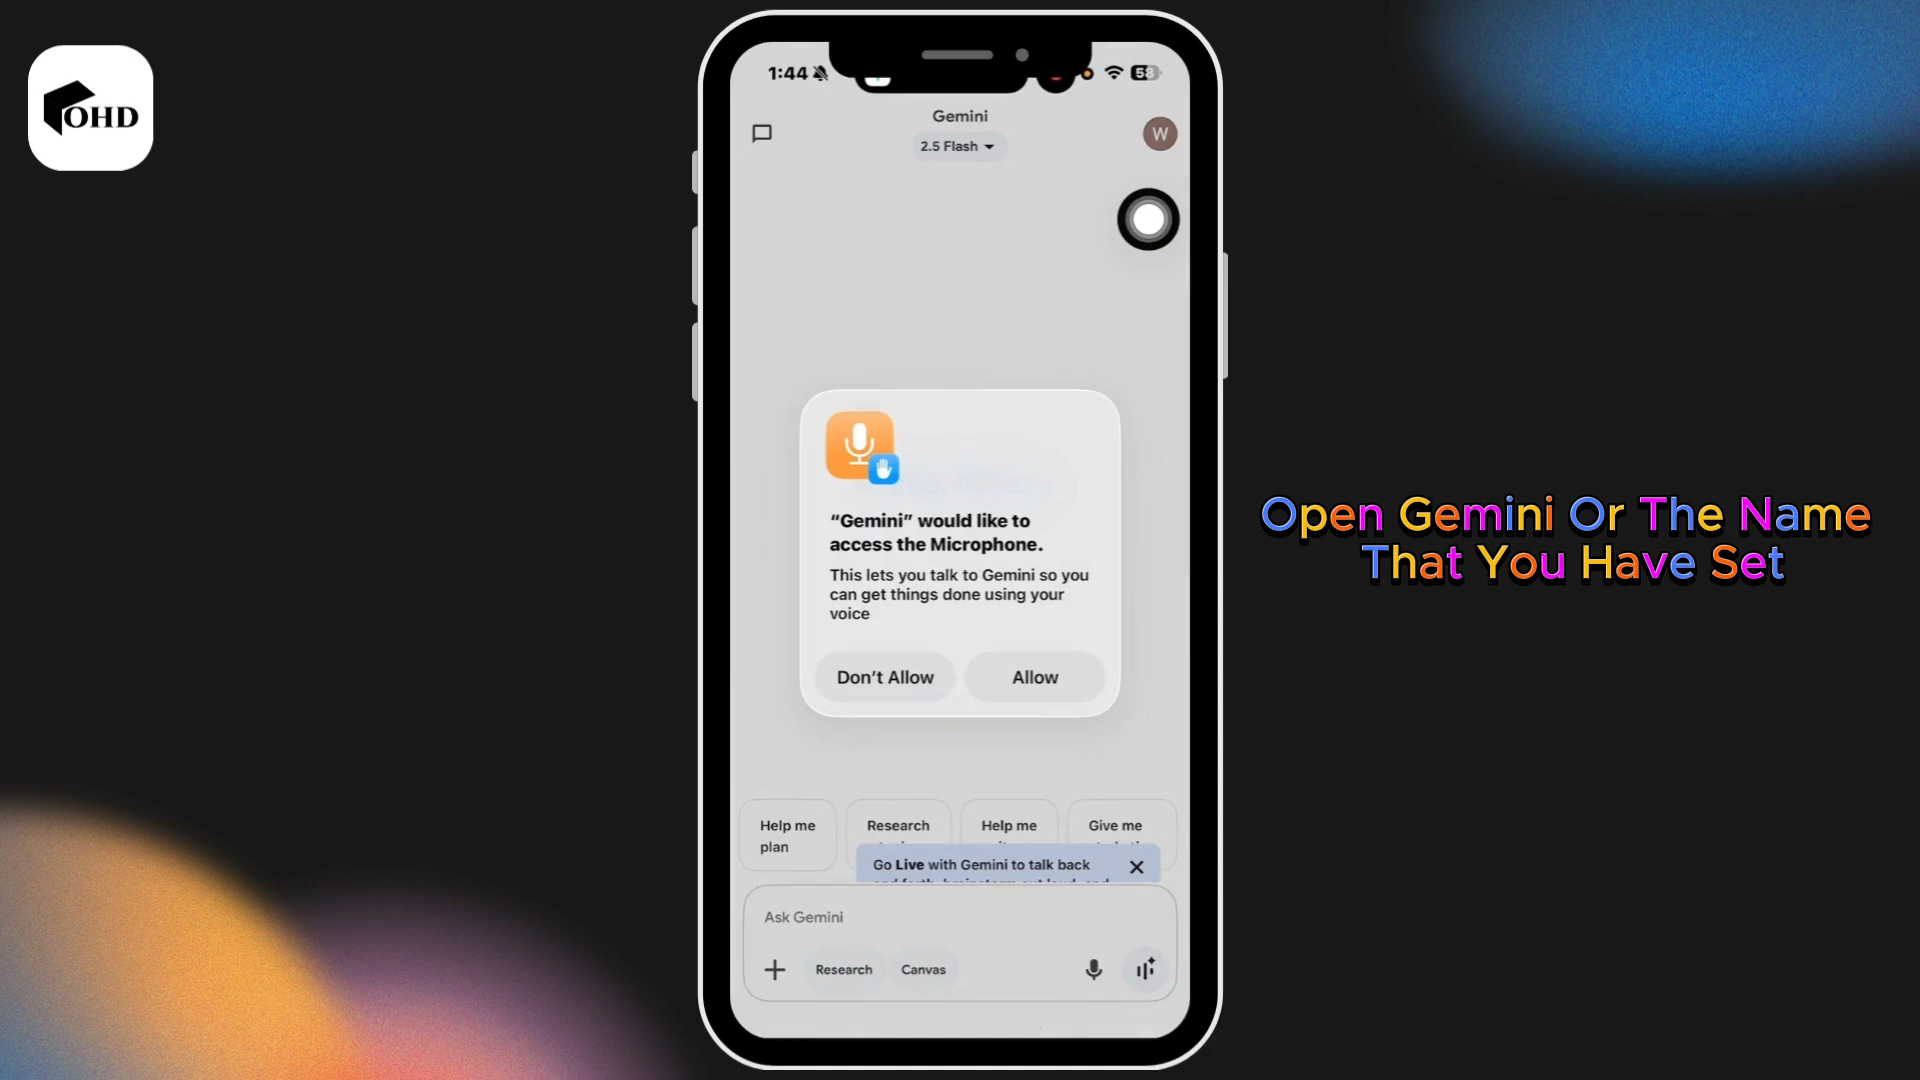 OHD
1:44
58
Gemini
2.5 Flash
W
“Gemini” would like to
access the Microphone.
This lets you talk to Gemini so you
can get things done using your
voice
Don’t Allow
Allow
Open Gemini Or The Name
That You Have Set
Help me
plan
Research
Help me
Give me
Go Live with Gemini to talk back
Ask Gemini
Research
Canvas